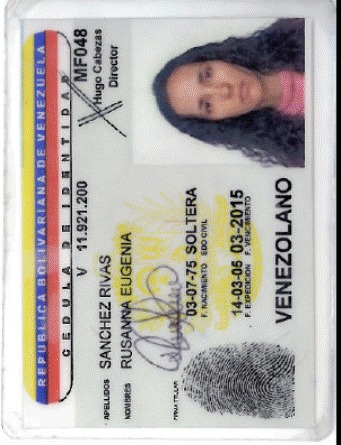 REPUBLICA BOLIVARIANA DE VENEZUELA
CEDULA DE IDENTIDAD
V 11.921.200
MF048
Hugo Cabezas
Director
APELLIDOS SANCHEZ RIVAS
NOMBRES RUSANNA EUGENIA
FIRMA TITULAR
03-07-75 SOLTERA
F. NACIMIENTO EDO CIVIL
14-03-05 03-2015
F. EXPEDICION F. VENCIMIENTO
VENEZOLANO